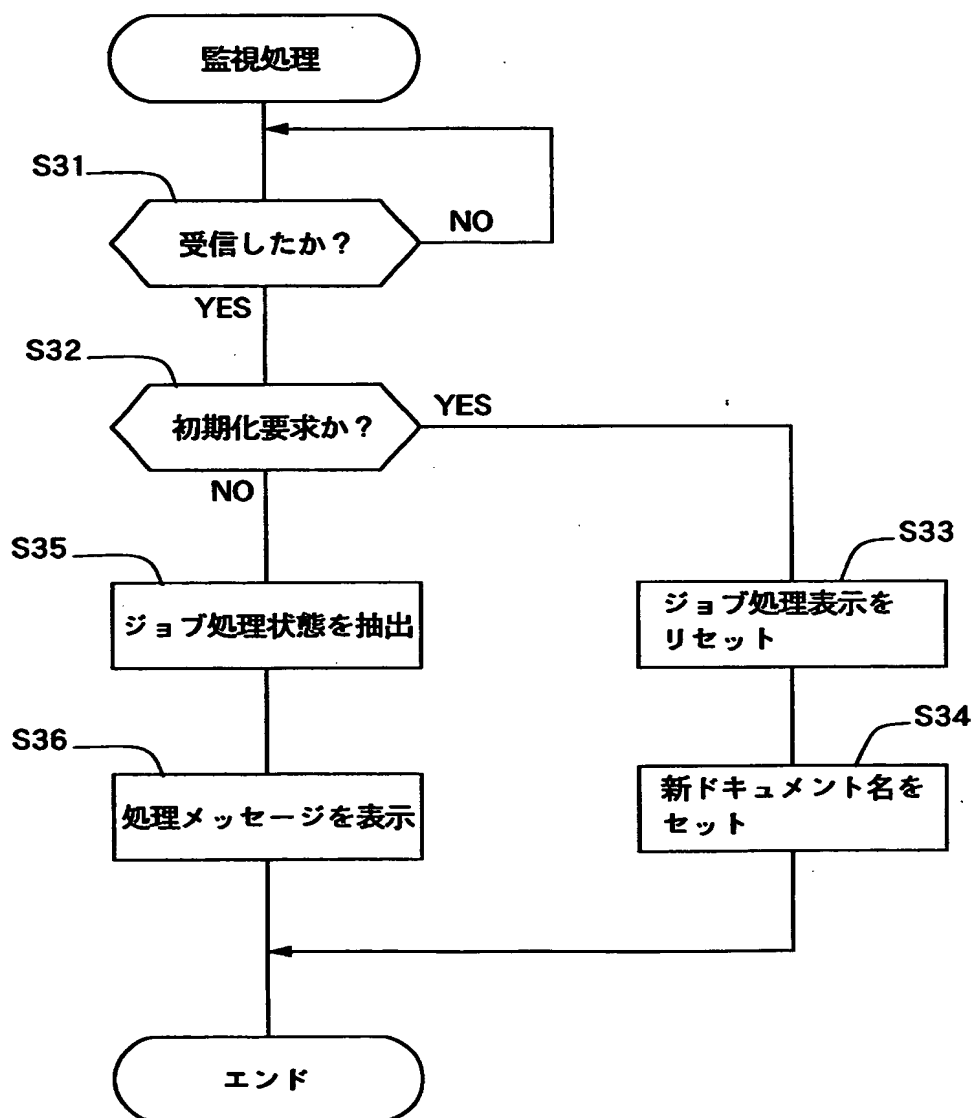 監視処理
S31
受信したか？
NO
YES
S32
初期化要求か？
YES
NO
S35
ジョブ処理状態を抽出
S33
ジョブ処理表示を
リセット
S36
処理メッセージを表示
S34
新ドキュメント名を
セット
エンド